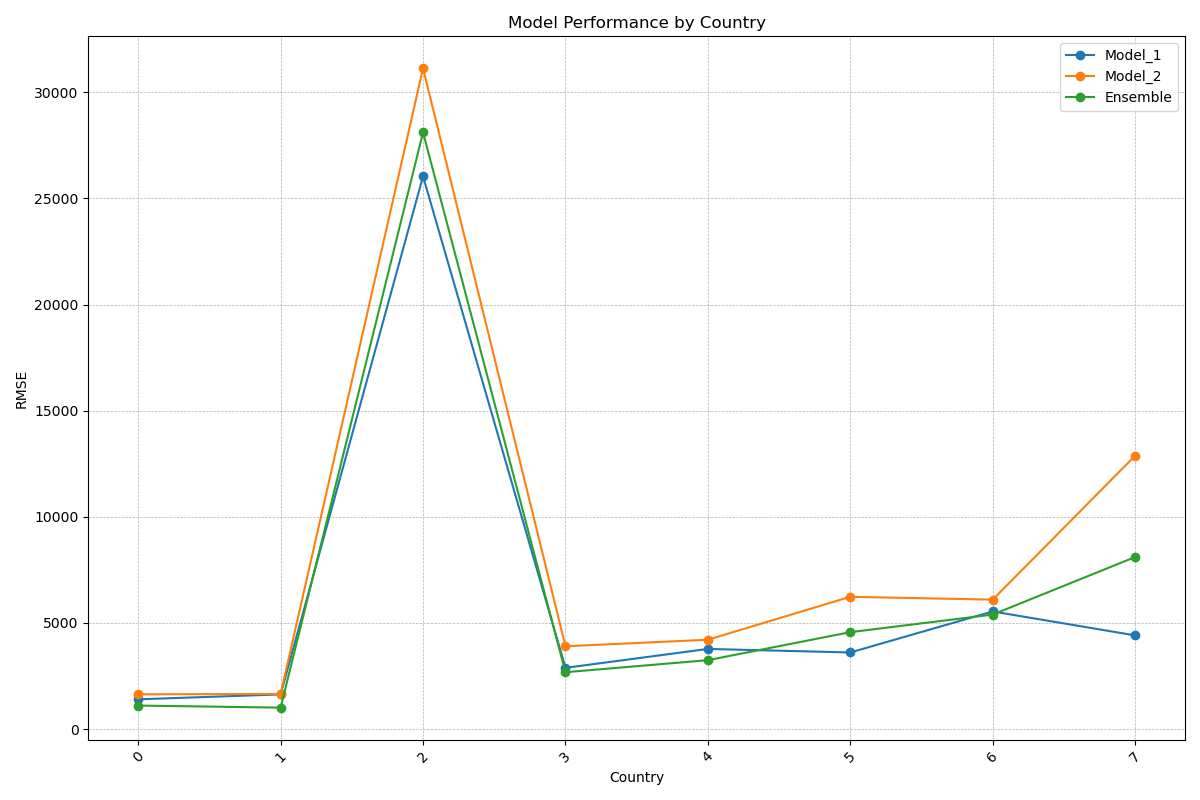 Model Performance by Country
Model_1
Model_2
Ensemble
RMSE
30000
25000
20000
15000
10000
5000
0
0 1 2 3 4 5 6 7
Country